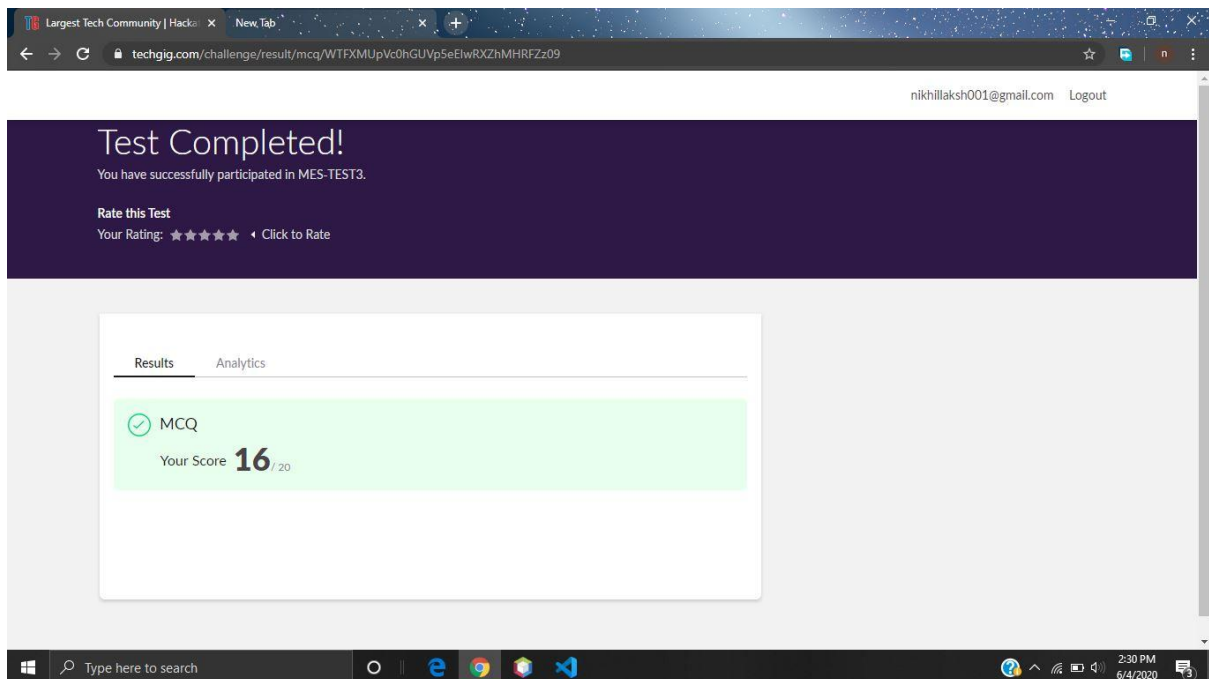 Largest Tech Community | Hacka
New Tab
techgig.com/challenge/result/mcq/WTFXMUpVc0hGUVp5eElwRXZhMHRFZz09
n
nikhillaksh001@gmail.com Logout
Test Completed!
You have successfully participated in MES-TEST3.
Rate this Test
Your Rating: Click to Rate
Results Analytics
MCQ
Your Score 16 / 20
Type here to search
2:30 PM
6/4/2020
3